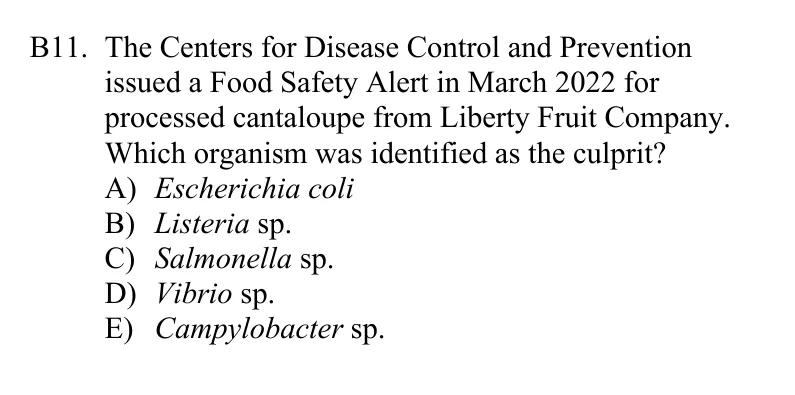 B11. The Centers for Disease Control and Prevention
issued a Food Safety Alert in March 2022 for
processed cantaloupe from Liberty Fruit Company.
Which organism was identified as the culprit?
A) Escherichia coli
B) Listeria sp.
C) Salmonella sp.
D) Vibrio sp.
E) Campylobacter sp.